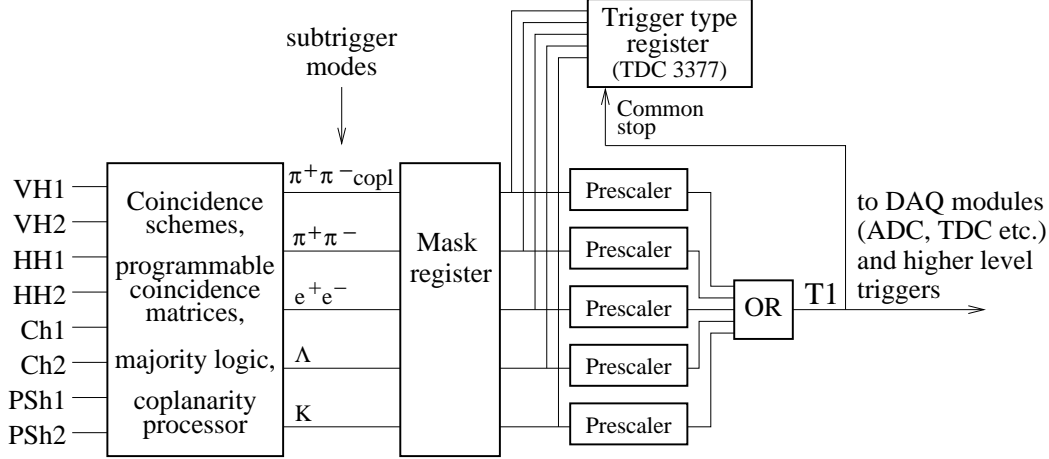 subtrigger
modes
Trigger type
register
(TDC 3377)
Common
stop
VH1
VH2
HH1
HH2
Ch1
Ch2
PSh1
PSh2
Coincidence
schemes,
programmable
coincidence
matrices,
majority logic,
coplanarity
processor
π⁺π⁻copl
π⁺π⁻
e⁺e⁻
Λ
K
Mask
register
Prescaler
Prescaler
Prescaler
Prescaler
Prescaler
OR
T1
to DAQ modules
(ADC, TDC etc.)
and higher level
triggers